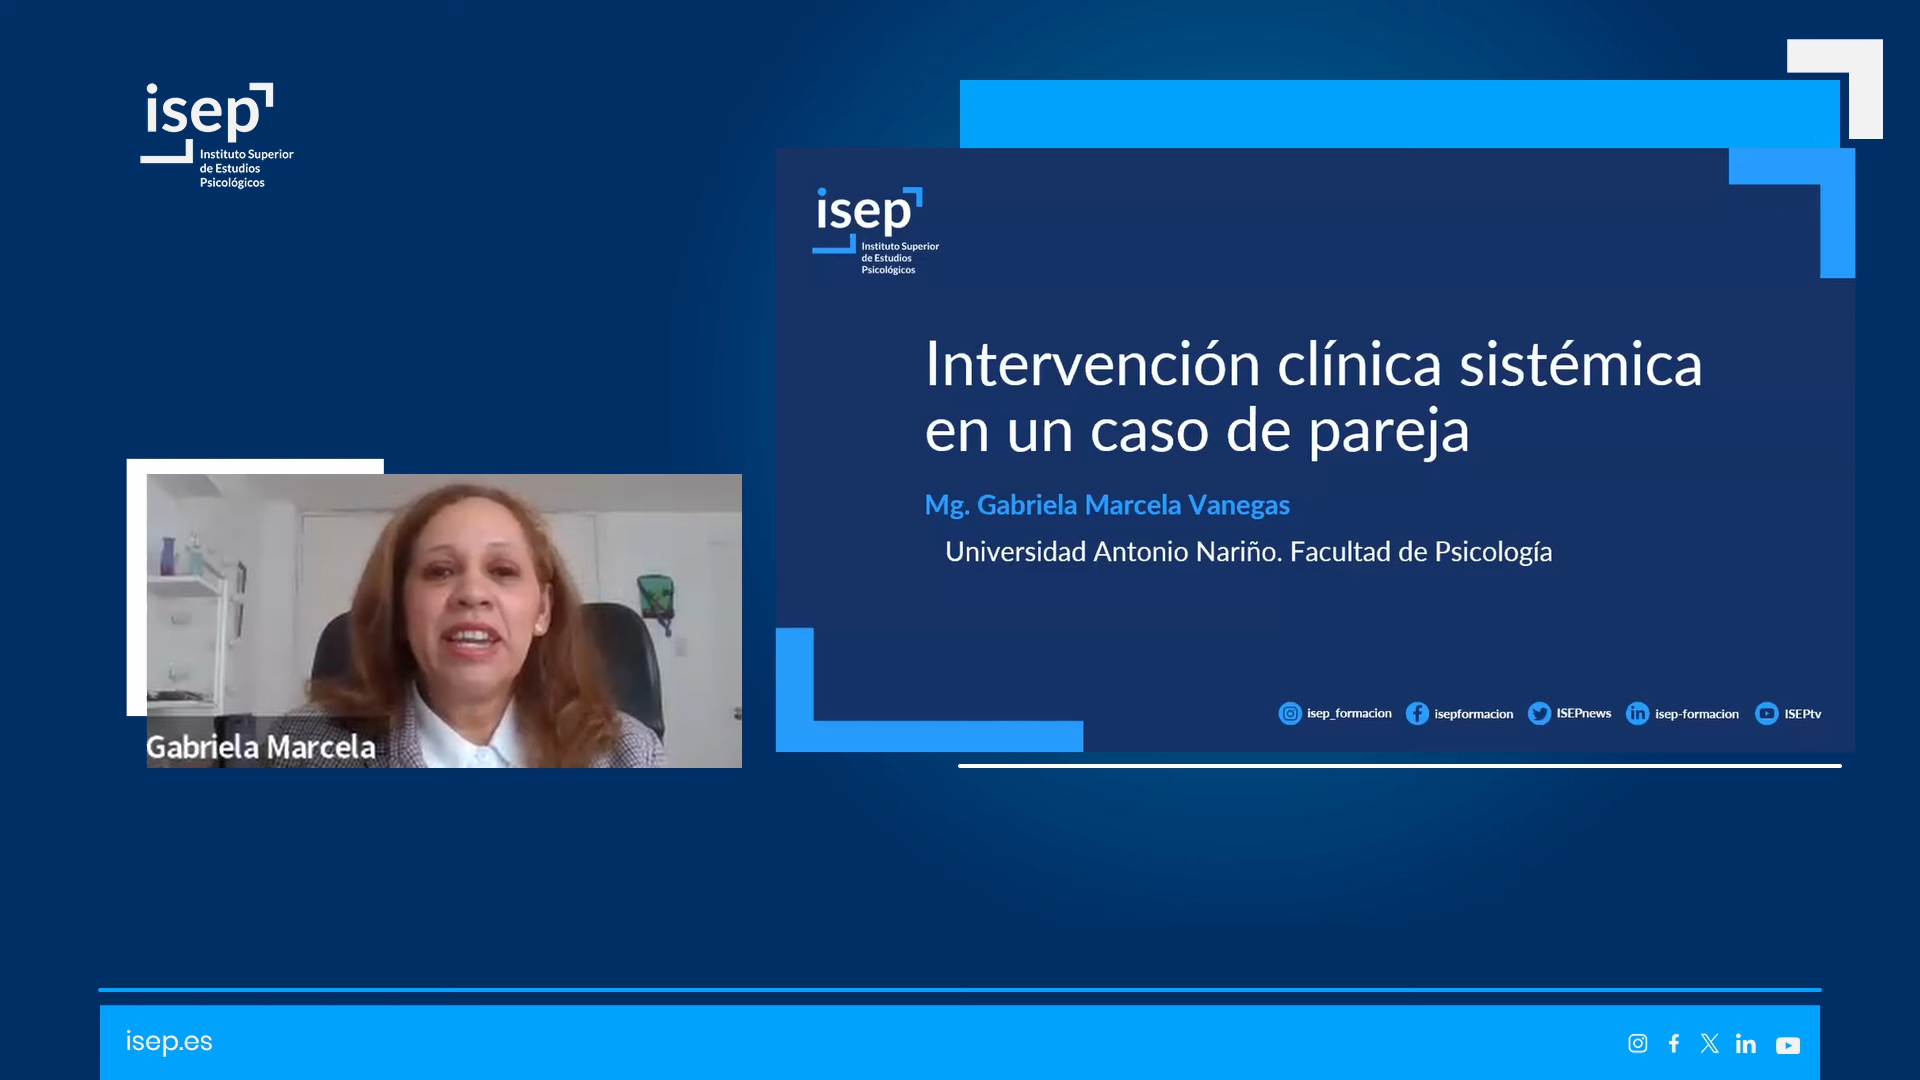 isep
Instituto Superior
de Estudios
Psicológicos
isep
Instituto Superior
de Estudios
Psicológicos
Intervención clínica sistémica
en un caso de pareja
Mg. Gabriela Marcela Vanegas
Universidad Antonio Nariño. Facultad de Psicología
isep_formacion isepformacion ISEPnews isep-formacion ISEPtv
Gabriela Marcela
isep.es